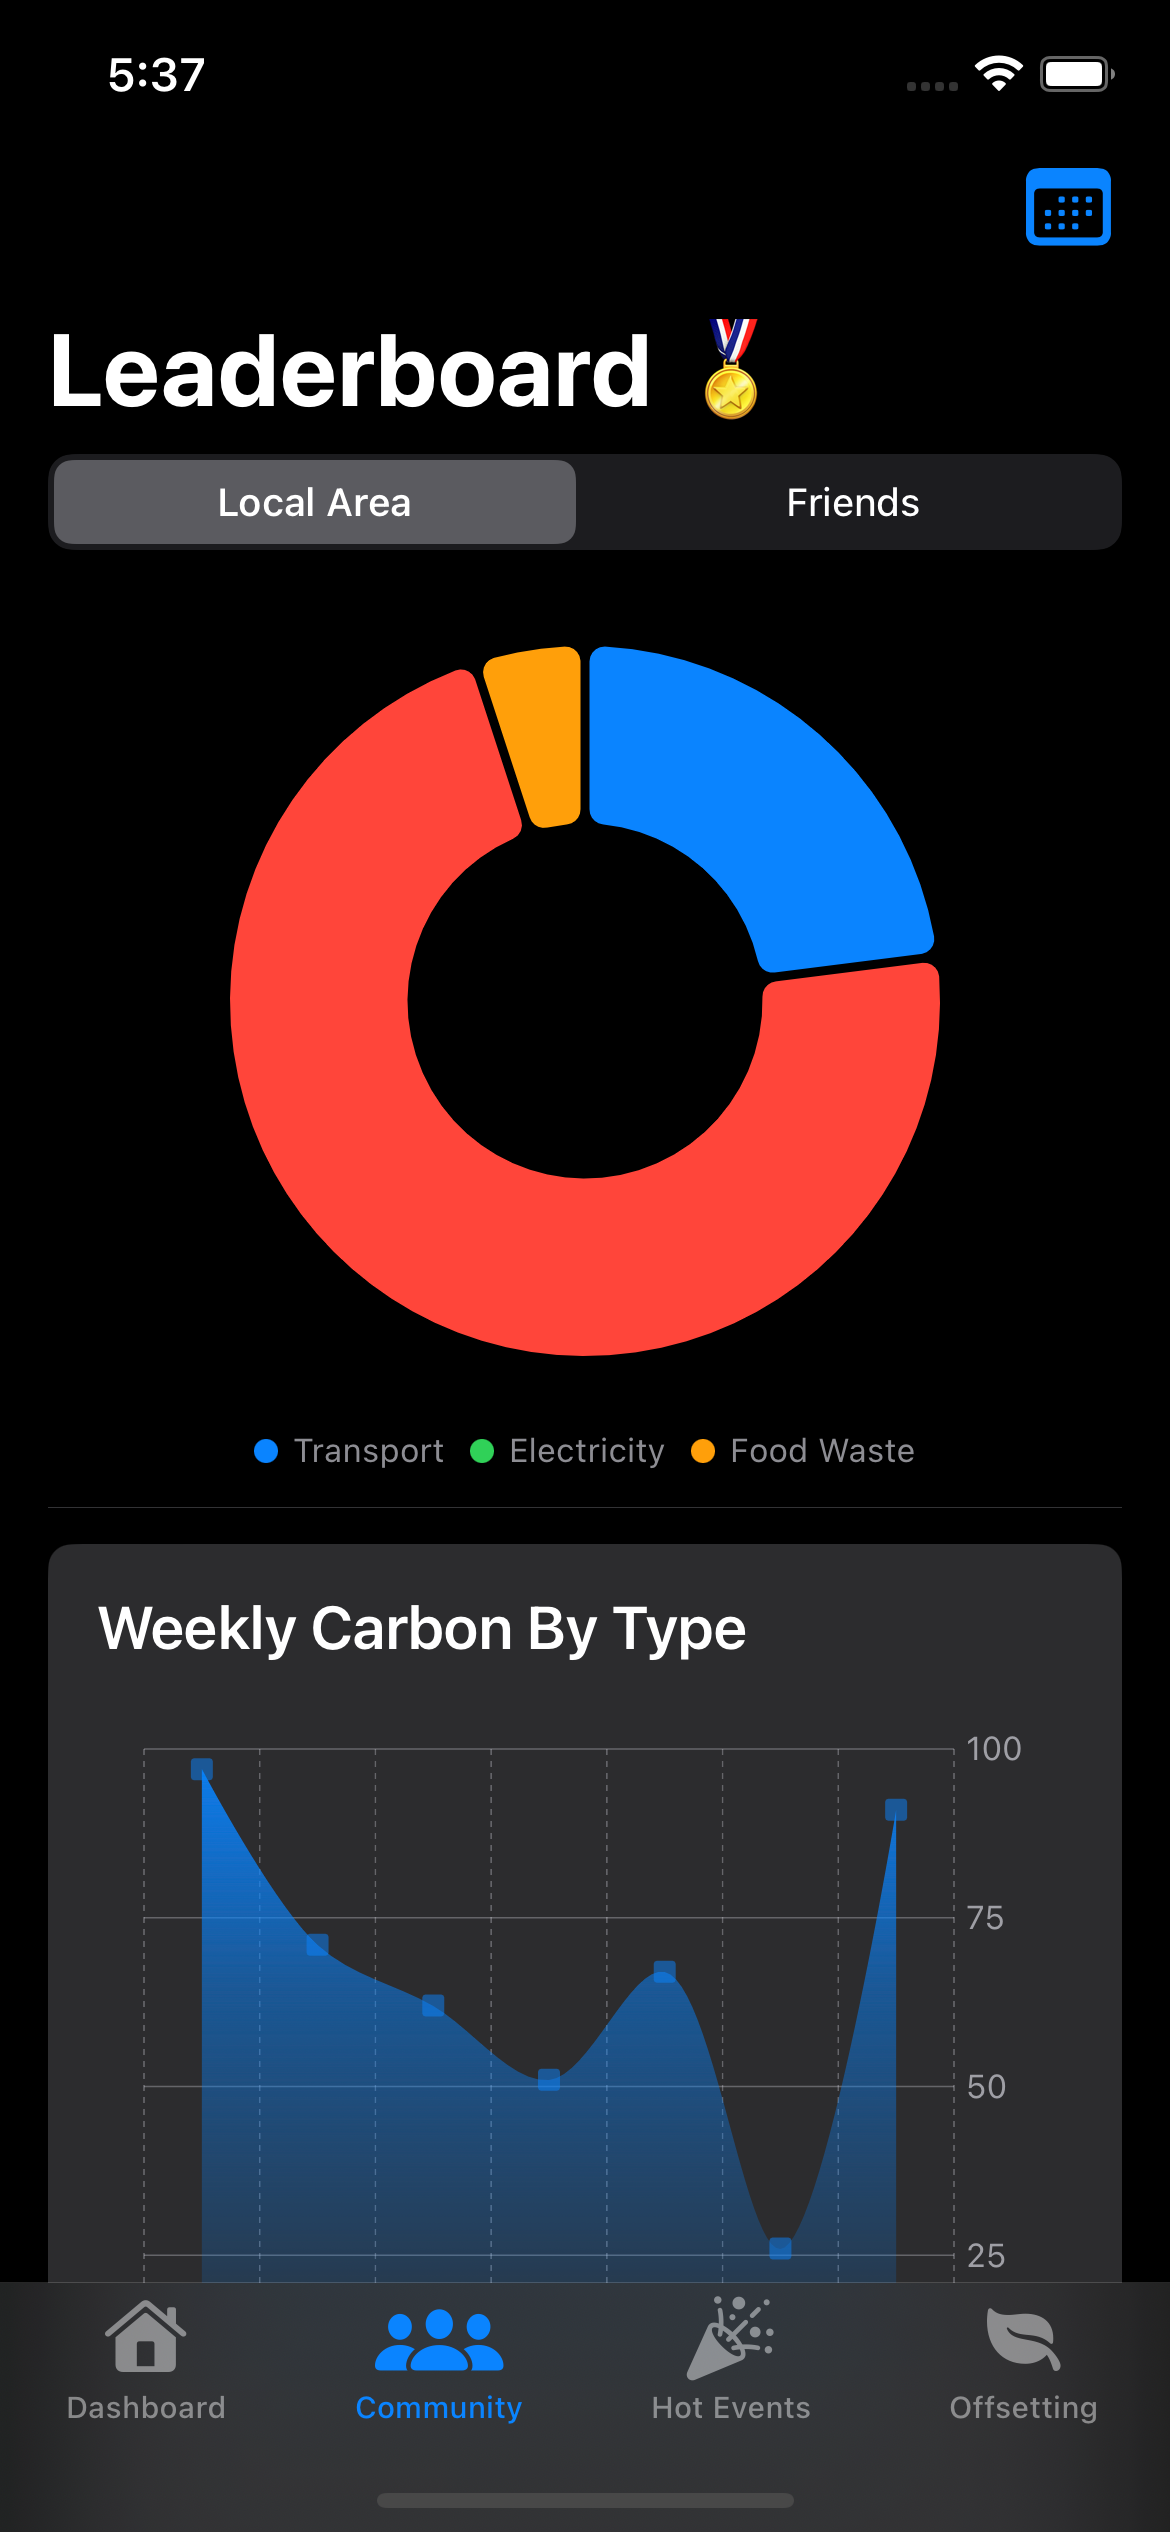 5:37
Leaderboard
Local Area
Friends
Transport
Electricity
Food Waste
Weekly Carbon By Type
100
75
50
25
Dashboard
Community
Hot Events
Offsetting